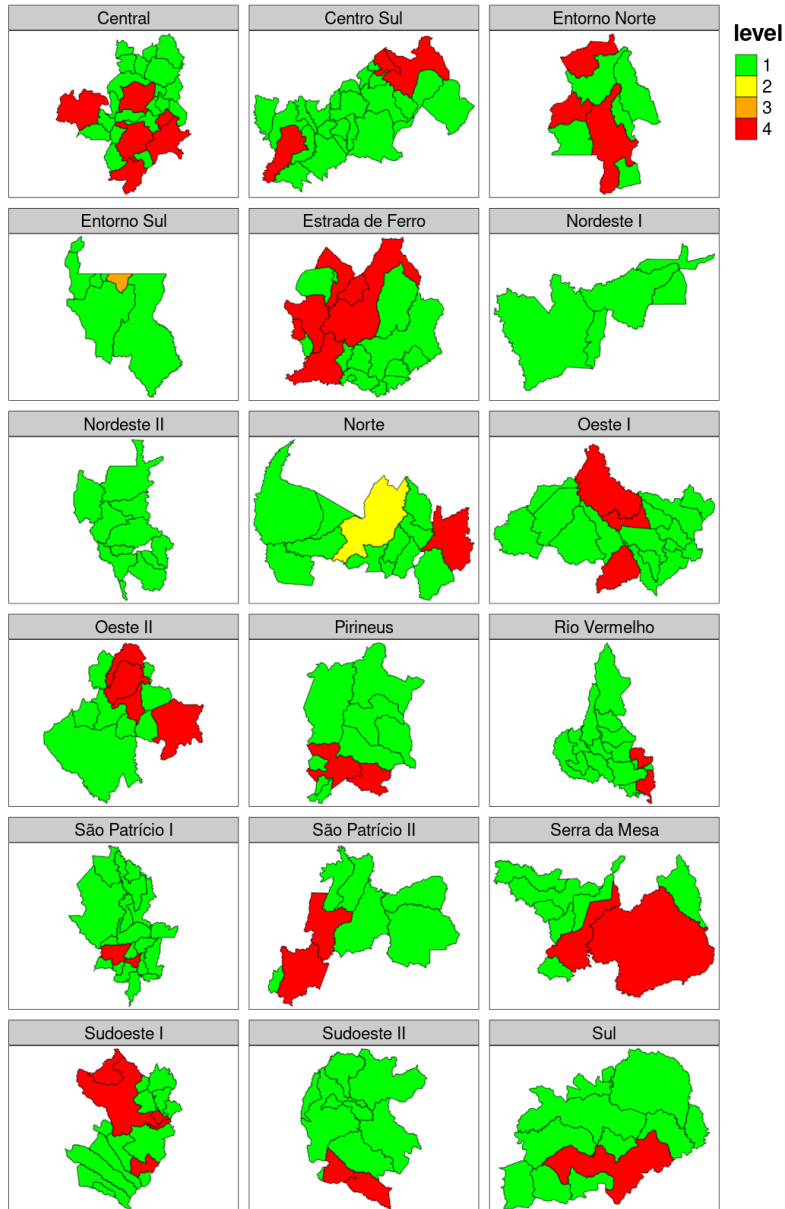 Central
Centro Sul
Entorno Norte
level
1
2
3
4
Entorno Sul
Estrada de Ferro
Nordeste I
Nordeste II
Norte
Oeste I
Oeste II
Pirineus
Rio Vermelho
São Patrício I
São Patrício II
Serra da Mesa
Sudoeste I
Sudoeste II
Sul